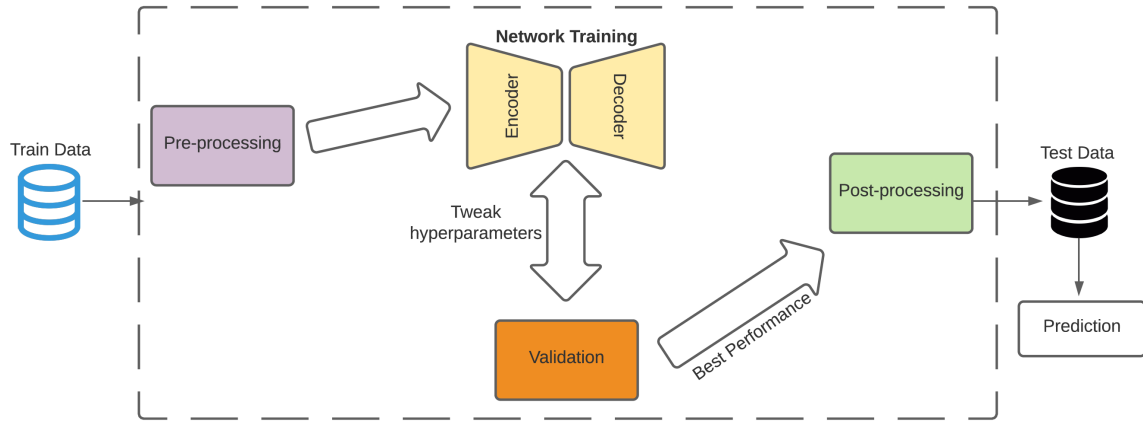 Network Training
Encoder
Decoder
Pre-processing
Train Data
Test Data
Post-processing
Tweak
hyperparameters
Best Performance
Prediction
Validation